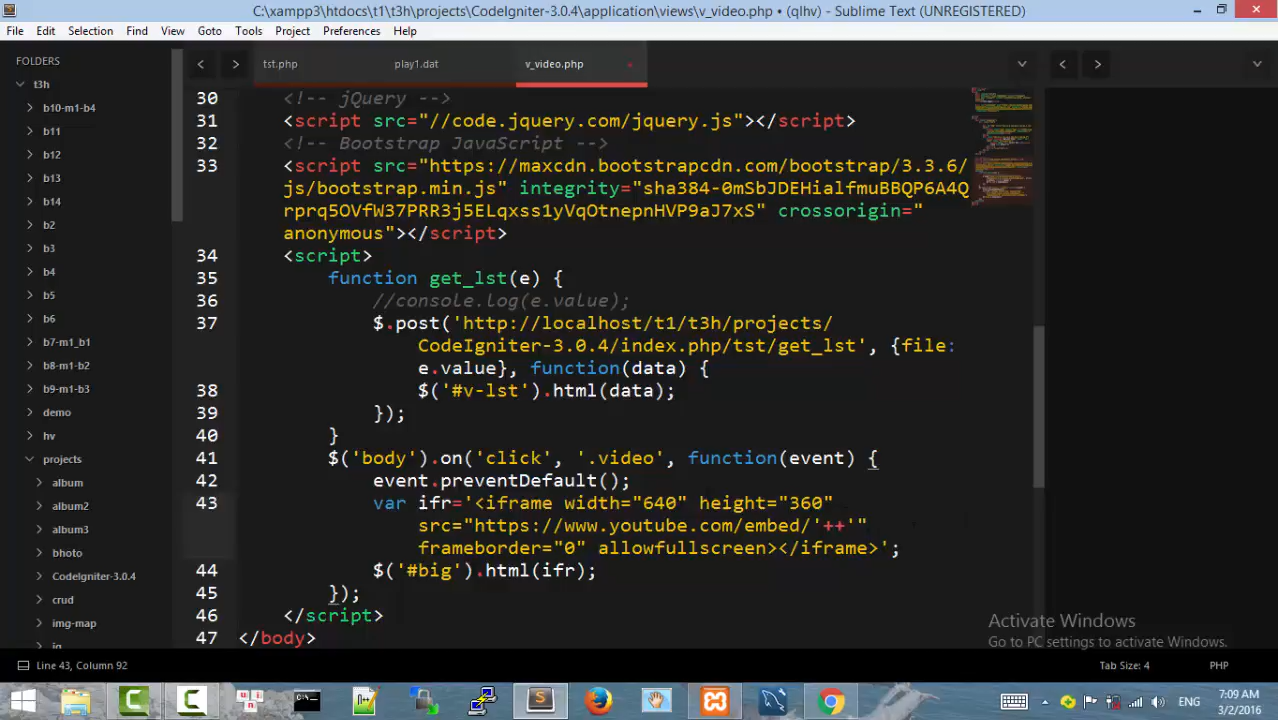 C:\xampp3\htdocs\t1\t3h\projects\CodeIgniter-3.0.4\application\views\v_video.php • (qlhv) - Sublime Text (UNREGISTERED)
File Edit Selection Find View Goto Tools Project Preferences Help
FOLDERS
t3h
b10-m1-b4
b11
b12
b13
b14
b2
b3
b4
b5
b6
b7-m1_b1
b8-m1-b2
b9-m1-b3
demo
hv
projects
album
album2
album3
bhoto
CodeIgniter-3.0.4
crud
img-map
tst.php play1.dat v_video.php
30 <!-- jQuery -->
31 <script src="//code.jquery.com/jquery.js"></script>
32 <!-- Bootstrap JavaScript -->
33 <script src="https://maxcdn.bootstrapcdn.com/bootstrap/3.3.6/
js/bootstrap.min.js" integrity="sha384-0mSbJDEHialfmuBBQP6A4Q
rprq5OVfW37PRR3j5ELqxss1yVqOtnepnHVP9aJ7xS" crossorigin="
anonymous"></script>
34 <script>
35 function get_lst(e) {
36 //console.log(e.value);
37 $.post('http://localhost/t1/t3h/projects/
CodeIgniter-3.0.4/index.php/tst/get_lst', {file:
e.value}, function(data) {
38 $('#v-lst').html(data);
39 });
40 }
41 $('body').on('click', '.video', function(event) {
42 event.preventDefault();
43 var ifr='<iframe width="640" height="360"
src="https://www.youtube.com/embed/'++'"
frameborder="0" allowfullscreen></iframe>';
44 $('#big').html(ifr);
45 });
46 </script>
47 </body>
Activate Windows
Go to PC settings to activate Windows.
Line 43, Column 92
Tab Size: 4 PHP
ENG
7:09 AM
3/2/2016